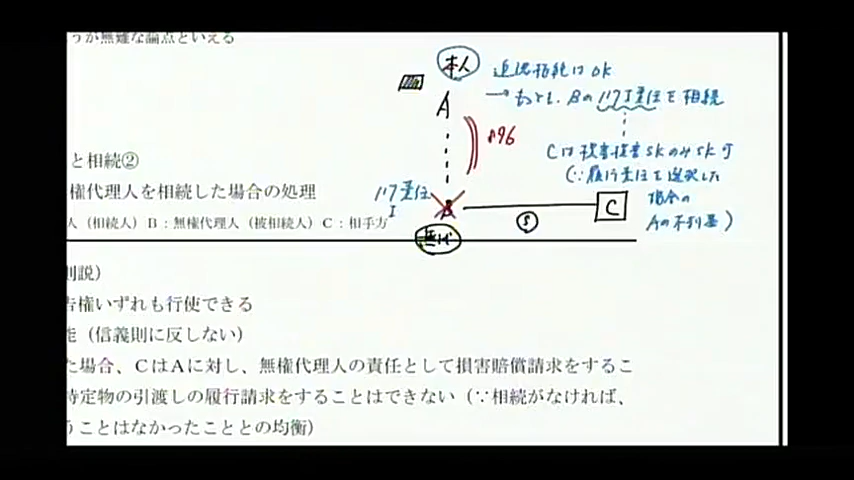 うが無難な論点といえる
本人
A
追認拒絶はOK
→もっとも、Bの117Ⅰ責任を相続
896
Cは損害賠償SKのみSK可
(∵履行責任を選択した
場合の
Aの不利益)
と相続②
権代理人を相続した場合の処理
117責任
Ⅰ
B
C
人（相続人）B：無権代理人（被相続人）C：相手方
無代
則説）
告権いずれも行使できる
能（信義則に反しない）
た場合、CはAに対し、無権代理人の責任として損害賠償請求をするこ
特定物の引渡しの履行請求をすることはできない（∵相続がなければ、
うことはなかったこととの均衡）